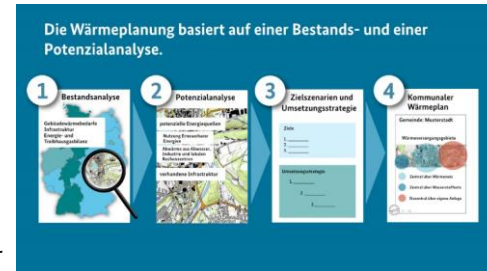 Die Wärmeplanung basiert auf einer Bestands- und einer
Potenzialanalyse.
1
Bestandsanalyse
Gebäudewärmebedarfe
Infrastruktur
Energie- und
Treibhausgasbilanz
2
Potenzialanalyse
potenzielle Energiequellen
Nutzung Erneuerbarer
Energien
Abwärme aus Abwasser,
Industrie und lokalen
Rechenzentren
vorhandene Infrastruktur
3
Zielszenarien und
Umsetzungsstrategie
Ziele
1.
2.
3.
Umsetzungsstrategie
1.
2.
3.
4
Kommunaler
Wärmeplan
Gemeinde: Musterstadt
Wärmeversorgungsgebiete
Zentral über Wärmenetz
Zentral über Wasserstoffnetz
Dezentral über eigene Anlage